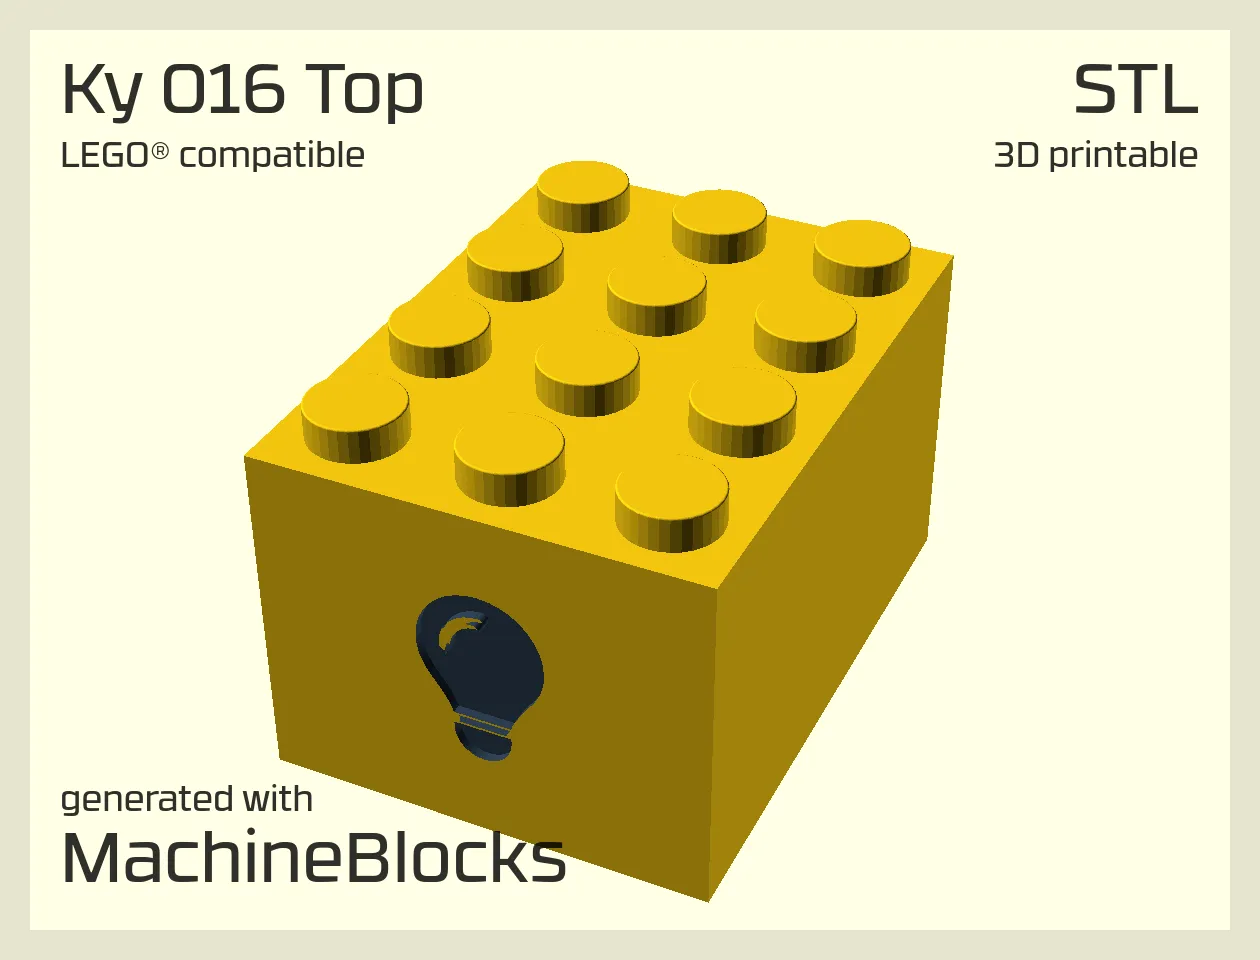 Ky 016 Top
LEGO® compatible
STL
3D printable
generated with
MachineBlocks